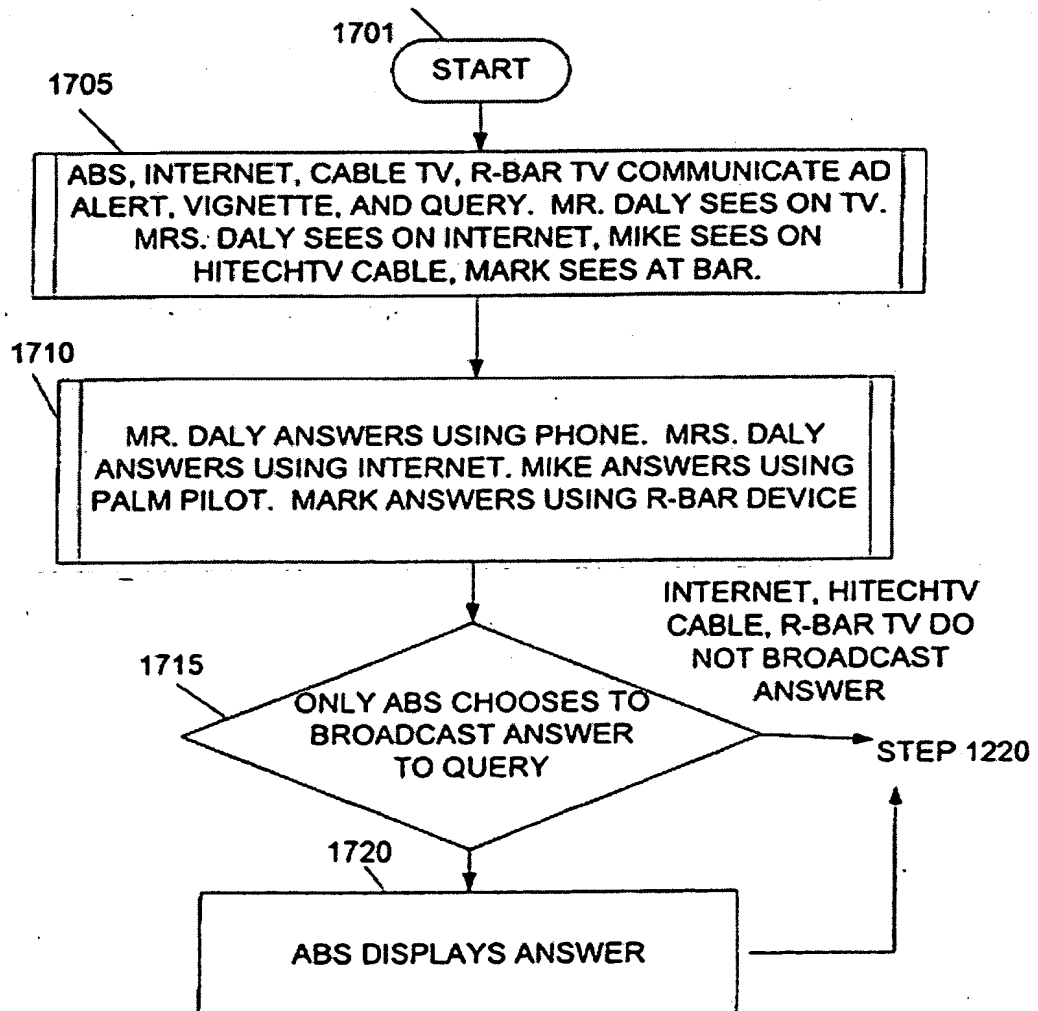 1701
START
1705
ABS, INTERNET, CABLE TV, R-BAR TV COMMUNICATE AD
ALERT, VIGNETTE, AND QUERY. MR. DALY SEES ON TV.
MRS. DALY SEES ON INTERNET, MIKE SEES ON
HITECHTV CABLE, MARK SEES AT BAR.
1710
MR. DALY ANSWERS USING PHONE. MRS. DALY
ANSWERS USING INTERNET. MIKE ANSWERS USING
PALM PILOT. MARK ANSWERS USING R-BAR DEVICE
INTERNET, HITECHTV
CABLE, R-BAR TV DO
NOT BROADCAST
ANSWER
1715
ONLY ABS CHOOSES TO
BROADCAST ANSWER
TO QUERY
STEP 1220
1720
ABS DISPLAYS ANSWER